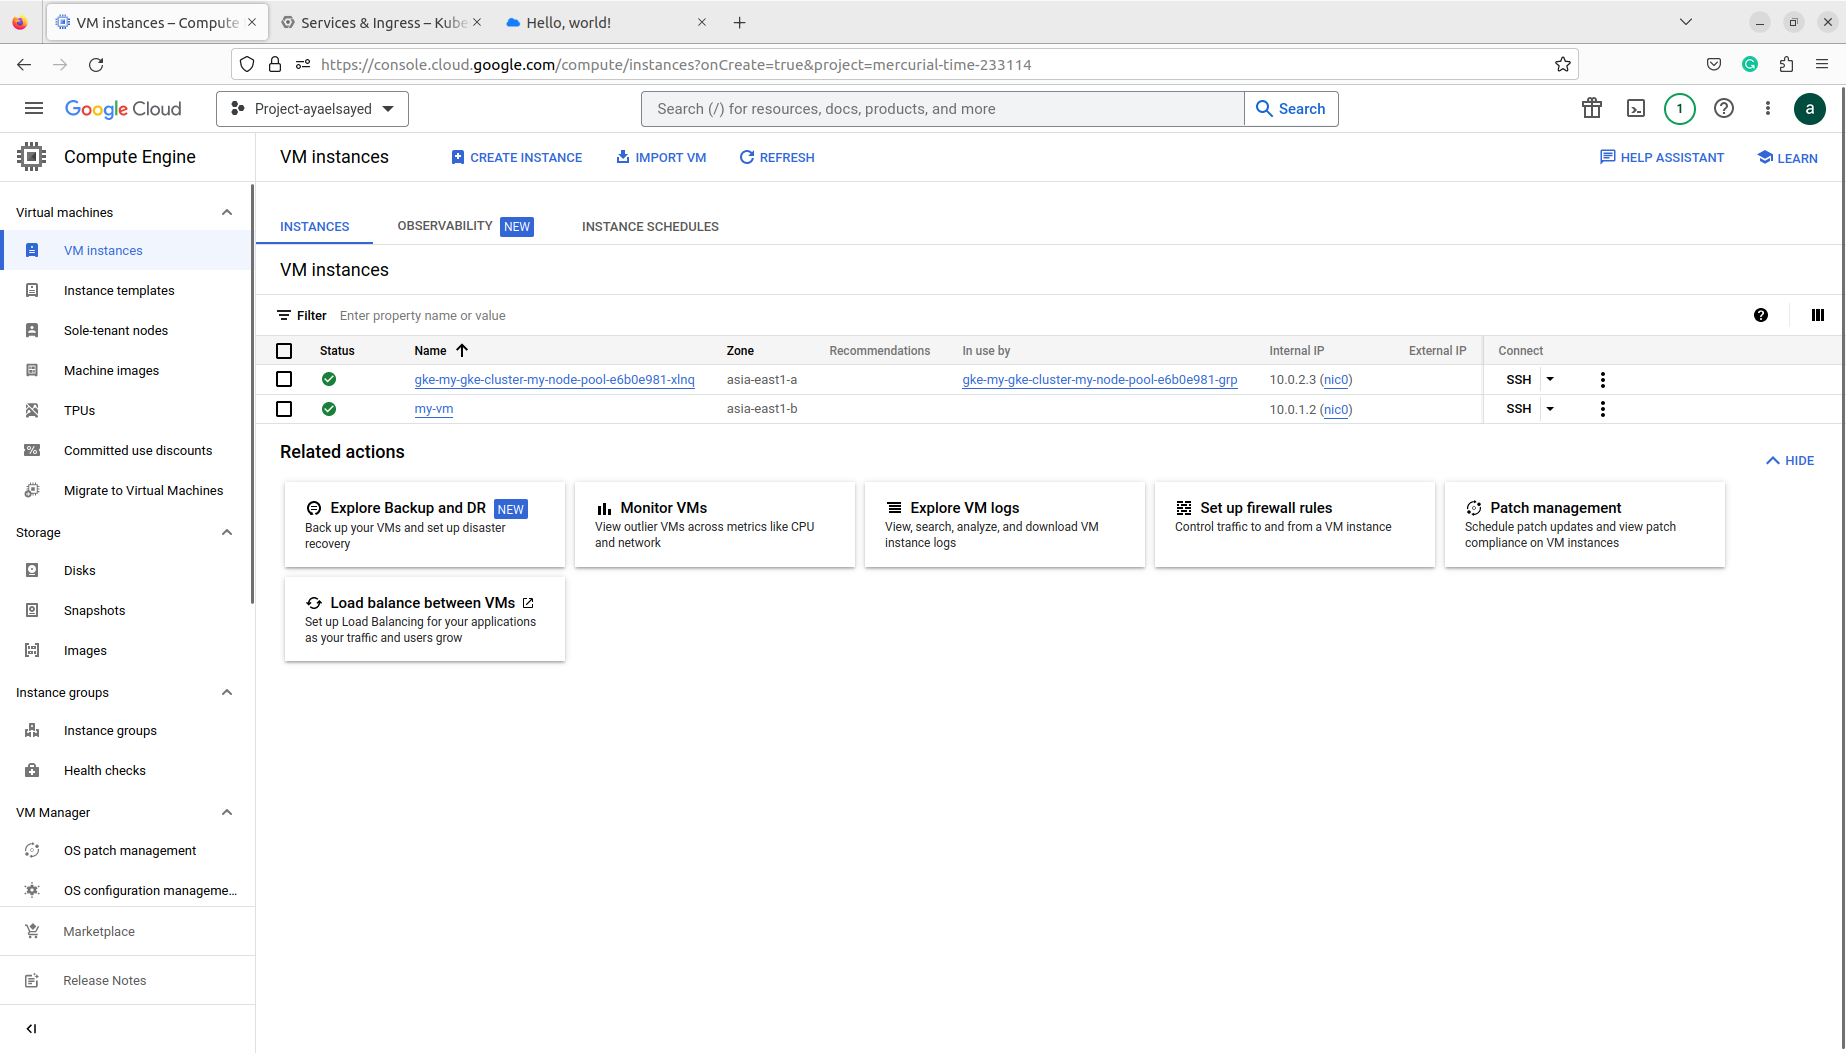 VM instances – Compute
Services & Ingress – Kube
Hello, world!
https://console.cloud.google.com/compute/instances?onCreate=true&project=mercurial-time-233114
Google Cloud
Project-ayaelsayed
Search (/) for resources, docs, products, and more
Search
1
a
Compute Engine
VM instances
CREATE INSTANCE
IMPORT VM
REFRESH
HELP ASSISTANT
LEARN
Virtual machines
VM instances
Instance templates
Sole-tenant nodes
Machine images
TPUs
Committed use discounts
Migrate to Virtual Machines
Storage
Disks
Snapshots
Images
Instance groups
Instance groups
Health checks
VM Manager
OS patch management
OS configuration manageme...
Marketplace
Release Notes
INSTANCES
OBSERVABILITY NEW
INSTANCE SCHEDULES
VM instances
Filter Enter property name or value
Status Name Zone Recommendations In use by Internal IP External IP Connect
gke-my-gke-cluster-my-node-pool-e6b0e981-xlnq asia-east1-a gke-my-gke-cluster-my-node-pool-e6b0e981-grp 10.0.2.3 (nic0) SSH
my-vm asia-east1-b 10.0.1.2 (nic0) SSH
Related actions
HIDE
Explore Backup and DR NEW
Back up your VMs and set up disaster
recovery
Monitor VMs
View outlier VMs across metrics like CPU
and network
Explore VM logs
View, search, analyze, and download VM
instance logs
Set up firewall rules
Control traffic to and from a VM instance
Patch management
Schedule patch updates and view patch
compliance on VM instances
Load balance between VMs
Set up Load Balancing for your applications
as your traffic and users grow